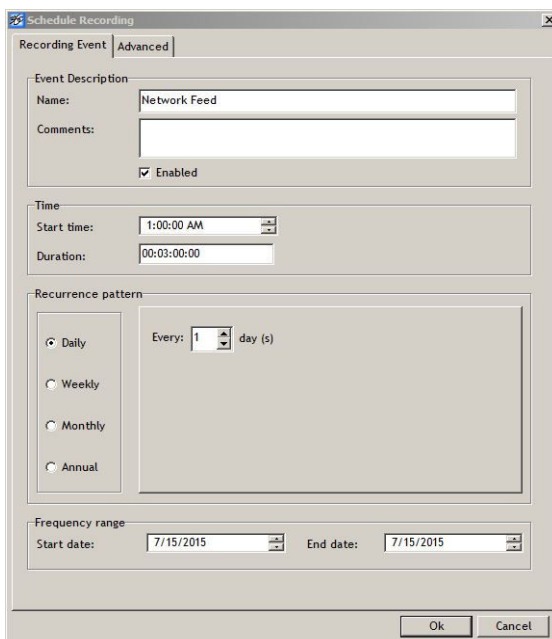 Schedule Recording
Recording Event
Advanced
Event Description
Name:
Network Feed
Comments:
Enabled
Time
Start time:
1:00:00 AM
Duration:
00:03:00:00
Recurrence pattern
Daily
Every: 1 day (s)
Weekly
Monthly
Annual
Frequency range
Start date:
7/15/2015
End date:
7/15/2015
Ok
Cancel